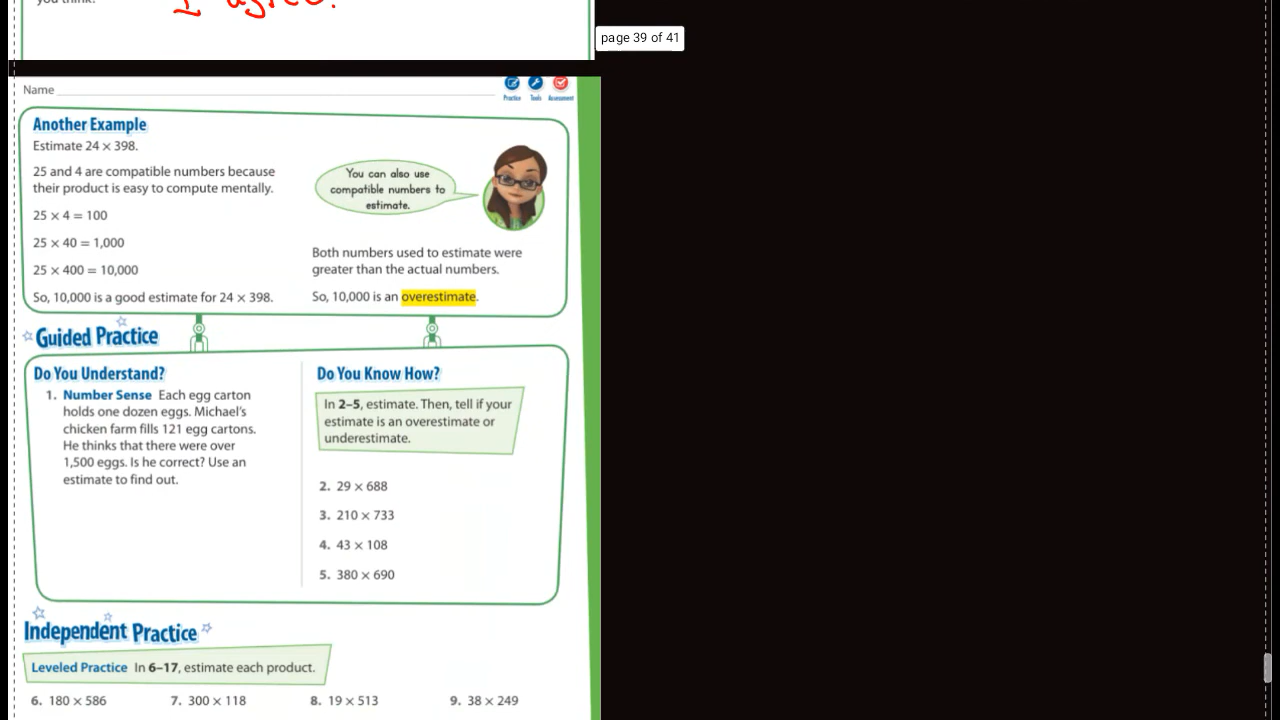 you think.
I agree.
page 39 of 41
Name
Practice Tools Assessment
Another Example
Estimate 24 × 398.
25 and 4 are compatible numbers because
their product is easy to compute mentally.
25 × 4 = 100
25 × 40 = 1,000
25 × 400 = 10,000
So, 10,000 is a good estimate for 24 × 398.
You can also use
compatible numbers to
estimate.
Both numbers used to estimate were
greater than the actual numbers.
So, 10,000 is an overestimate.
Guided Practice
Do You Understand?
1. Number Sense Each egg carton
holds one dozen eggs. Michael's
chicken farm fills 121 egg cartons.
He thinks that there were over
1,500 eggs. Is he correct? Use an
estimate to find out.
Do You Know How?
In 2–5, estimate. Then, tell if your
estimate is an overestimate or
underestimate.
2. 29 × 688
3. 210 × 733
4. 43 × 108
5. 380 × 690
Independent Practice
Leveled Practice In 6–17, estimate each product.
6. 180 × 586 7. 300 × 118 8. 19 × 513 9. 38 × 249